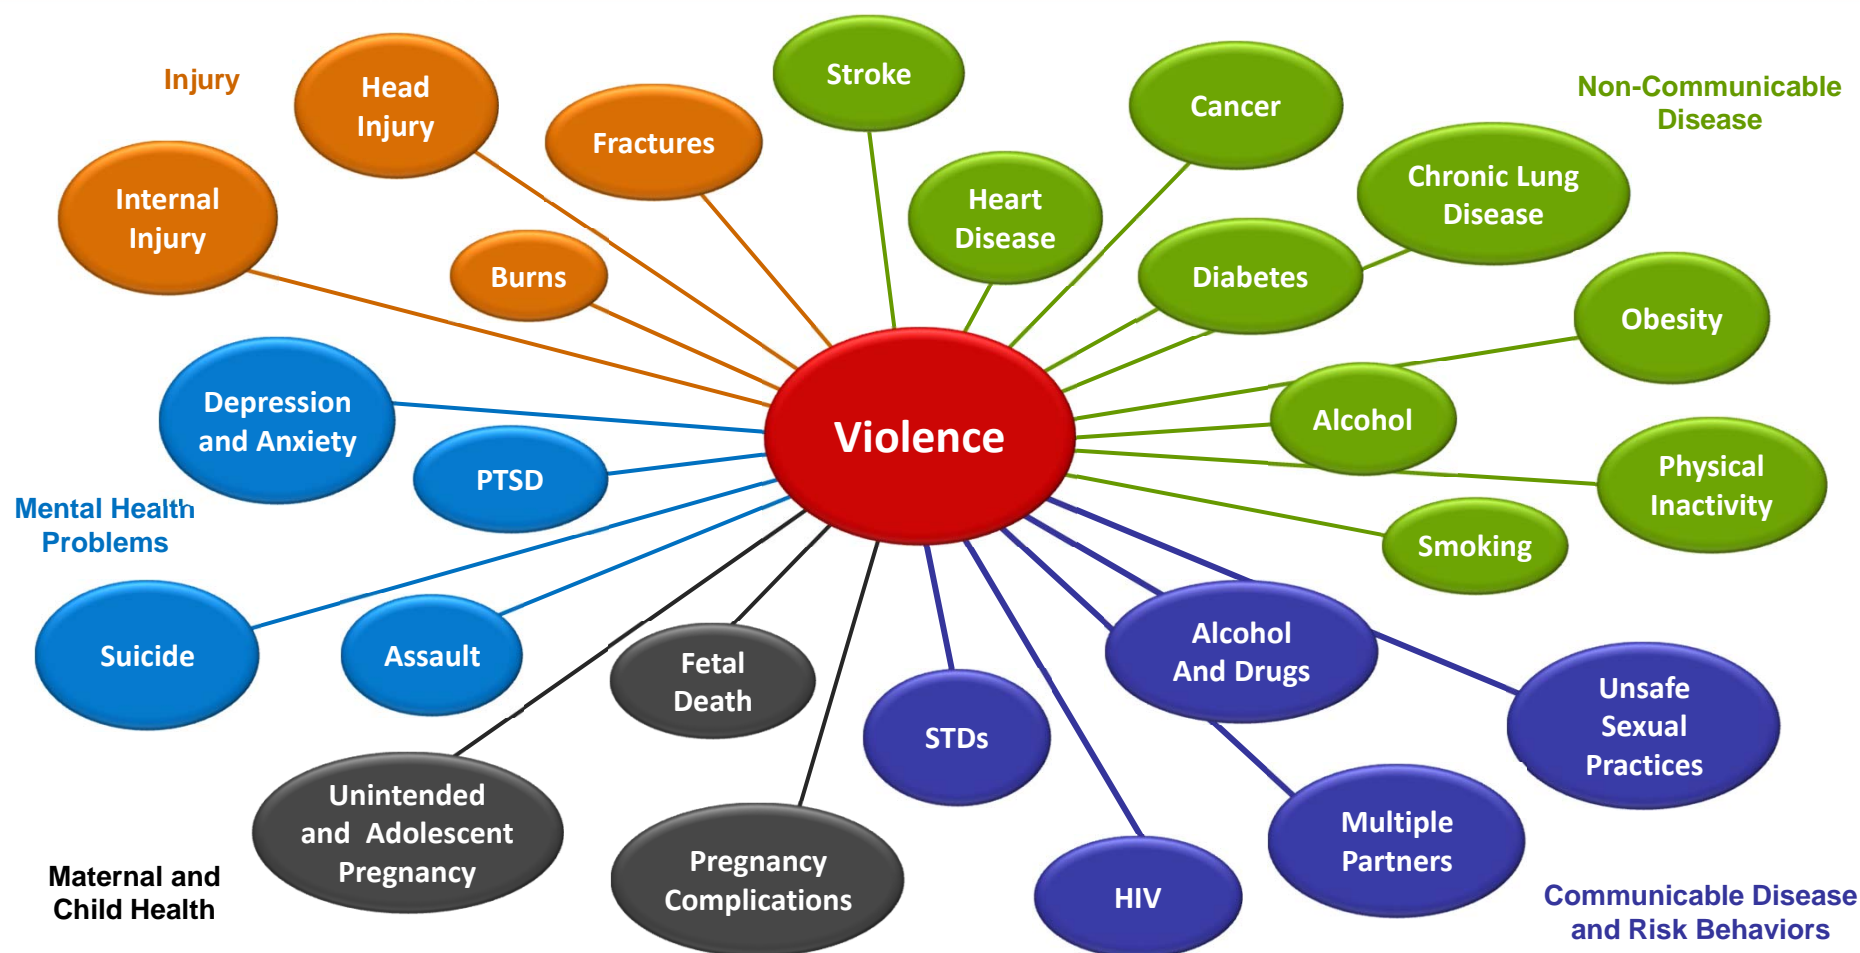 Injury
Head
Injury
Fractures
Internal
Injury
Burns
Stroke
Cancer
Non-Communicable
Disease
Heart
Disease
Chronic Lung
Disease
Diabetes
Obesity
Alcohol
Physical
Inactivity
Smoking
Violence
Depression
and Anxiety
PTSD
Mental Health
Problems
Suicide
Assault
Fetal
Death
Unintended
and Adolescent
Pregnancy
Pregnancy
Complications
Maternal and
Child Health
STDs
HIV
Alcohol
And Drugs
Multiple
Partners
Unsafe
Sexual
Practices
Communicable Disease
and Risk Behaviors